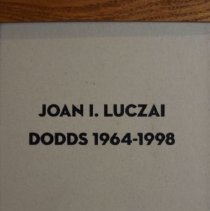 JOAN I. LUCZAI
DODDS 1964-1998